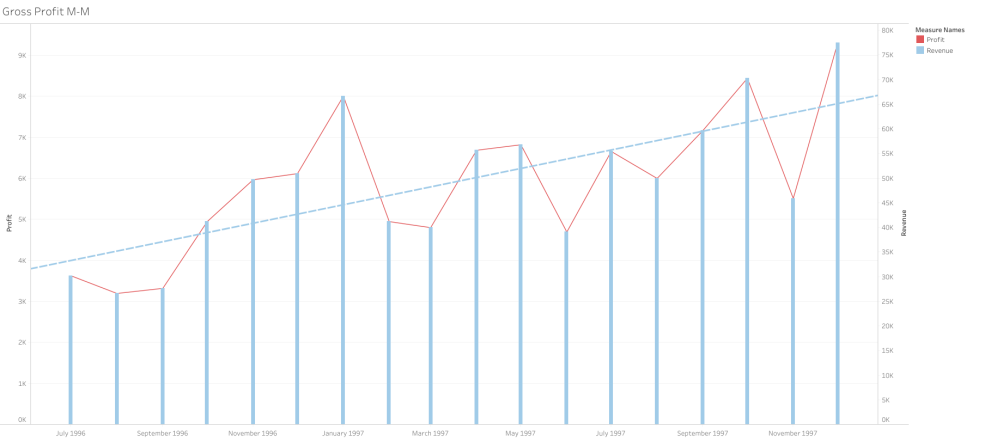 Gross Profit M-M
Measure Names
Profit
Revenue
9K
8K
7K
6K
5K
4K
3K
2K
1K
0K
Profit
80K
75K
70K
65K
60K
55K
50K
45K
40K
35K
30K
25K
20K
15K
10K
5K
0K
Revenue
July 1996
September 1996
November 1996
January 1997
March 1997
May 1997
July 1997
September 1997
November 1997